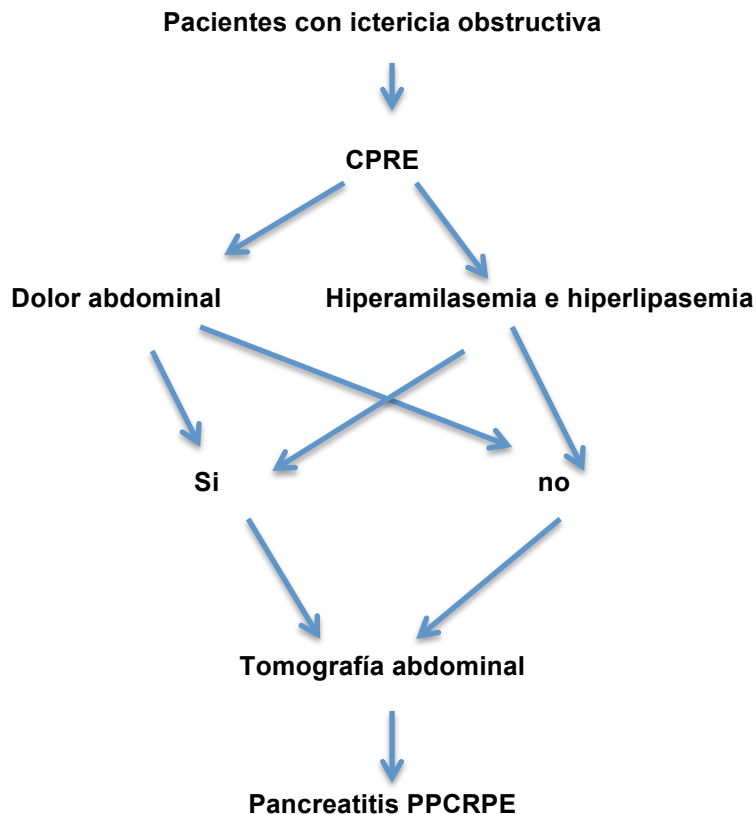 Pacientes con ictericia obstructiva
CPRE
Dolor abdominal
Hiperamilasemia e hiperlipasemia
Si
no
Tomografía abdominal
Pancreatitis PPCRPE